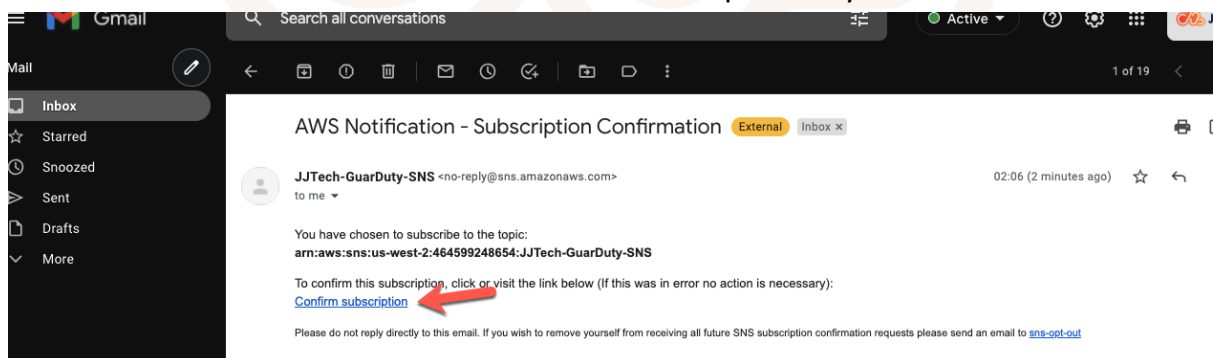 Gmail
Search all conversations
Active
Mail
1 of 19
Inbox
Starred
Snoozed
Sent
Drafts
More
AWS Notification - Subscription Confirmation External Inbox x
JJTech-GuarDuty-SNS <no-reply@sns.amazonaws.com>
02:06 (2 minutes ago)
to me
You have chosen to subscribe to the topic:
arn:aws:sns:us-west-2:464599248654:JJTech-GuarDuty-SNS
To confirm this subscription, click or visit the link below (If this was in error no action is necessary):
Confirm subscription
Please do not reply directly to this email. If you wish to remove yourself from receiving all future SNS subscription confirmation requests please send an email to sns-opt-out